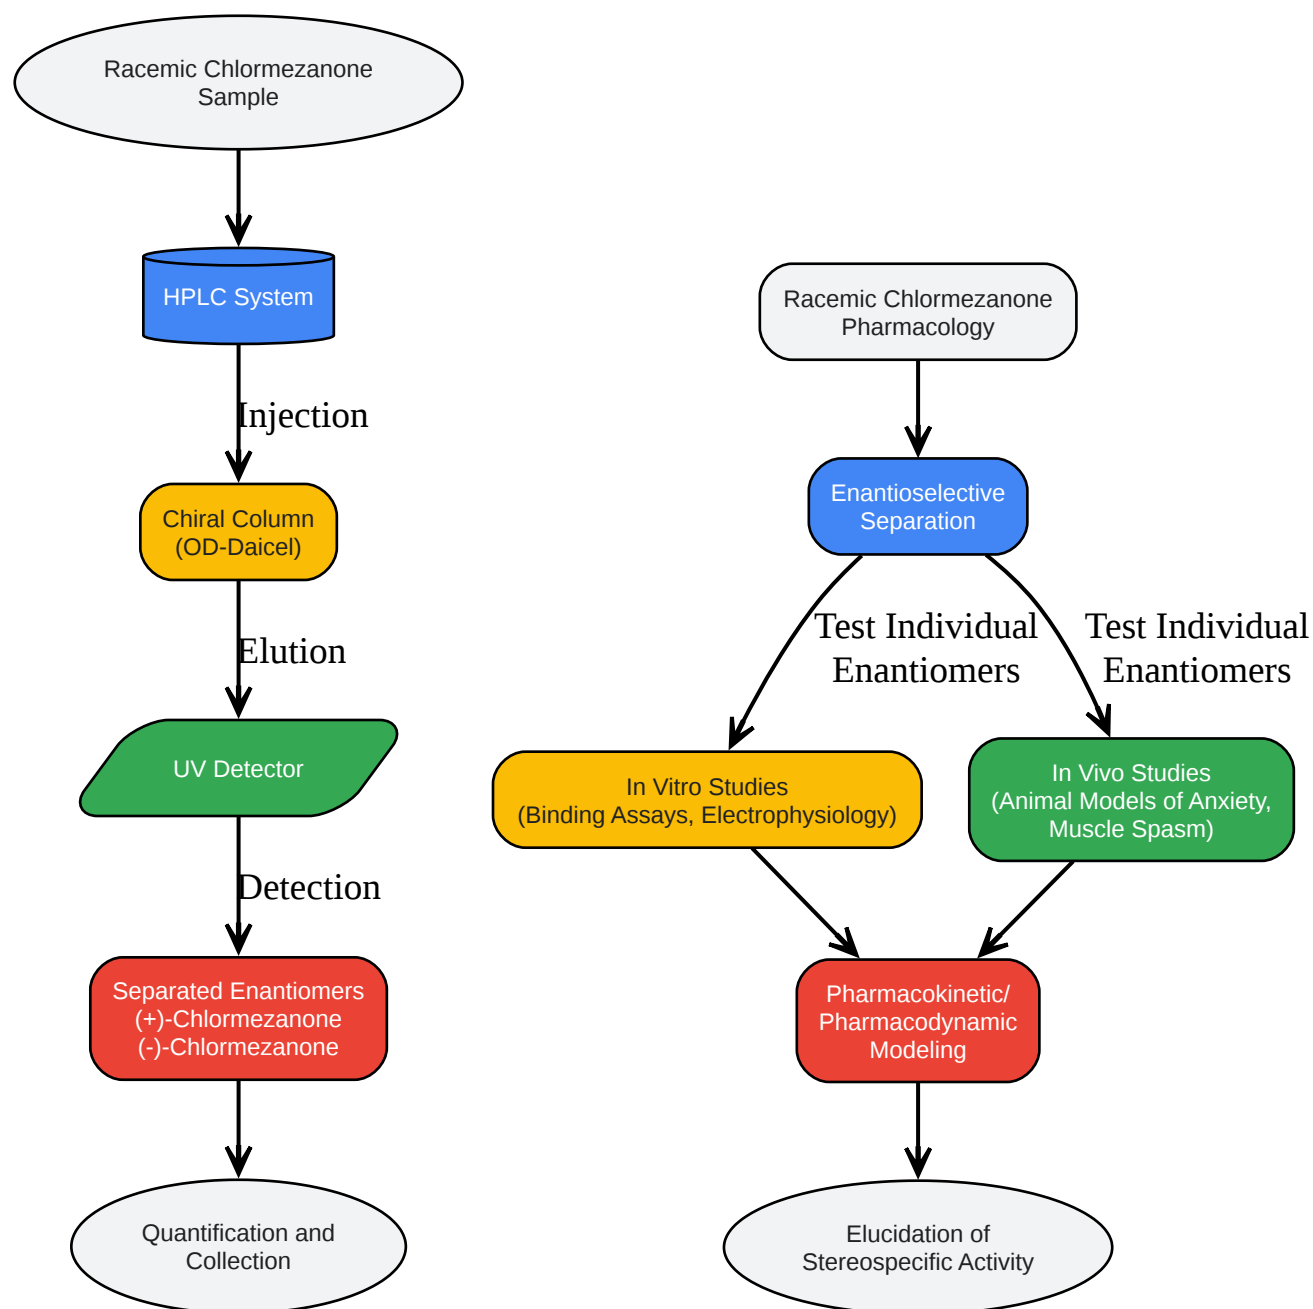 Racemic Chlormezanone
Sample
HPLC System
Injection
Chiral Column
(OD-Daicel)
Elution
UV Detector
Detection
Separated Enantiomers
(+)-Chlormezanone
(-)-Chlormezanone
Quantification and
Collection
Racemic Chlormezanone
Pharmacology
Enantioselective
Separation
Test Individual
Enantiomers
Test Individual
Enantiomers
In Vitro Studies
(Binding Assays, Electrophysiology)
In Vivo Studies
(Animal Models of Anxiety,
Muscle Spasm)
Pharmacokinetic/
Pharmacodynamic
Modeling
Elucidation of
Stereospecific Activity